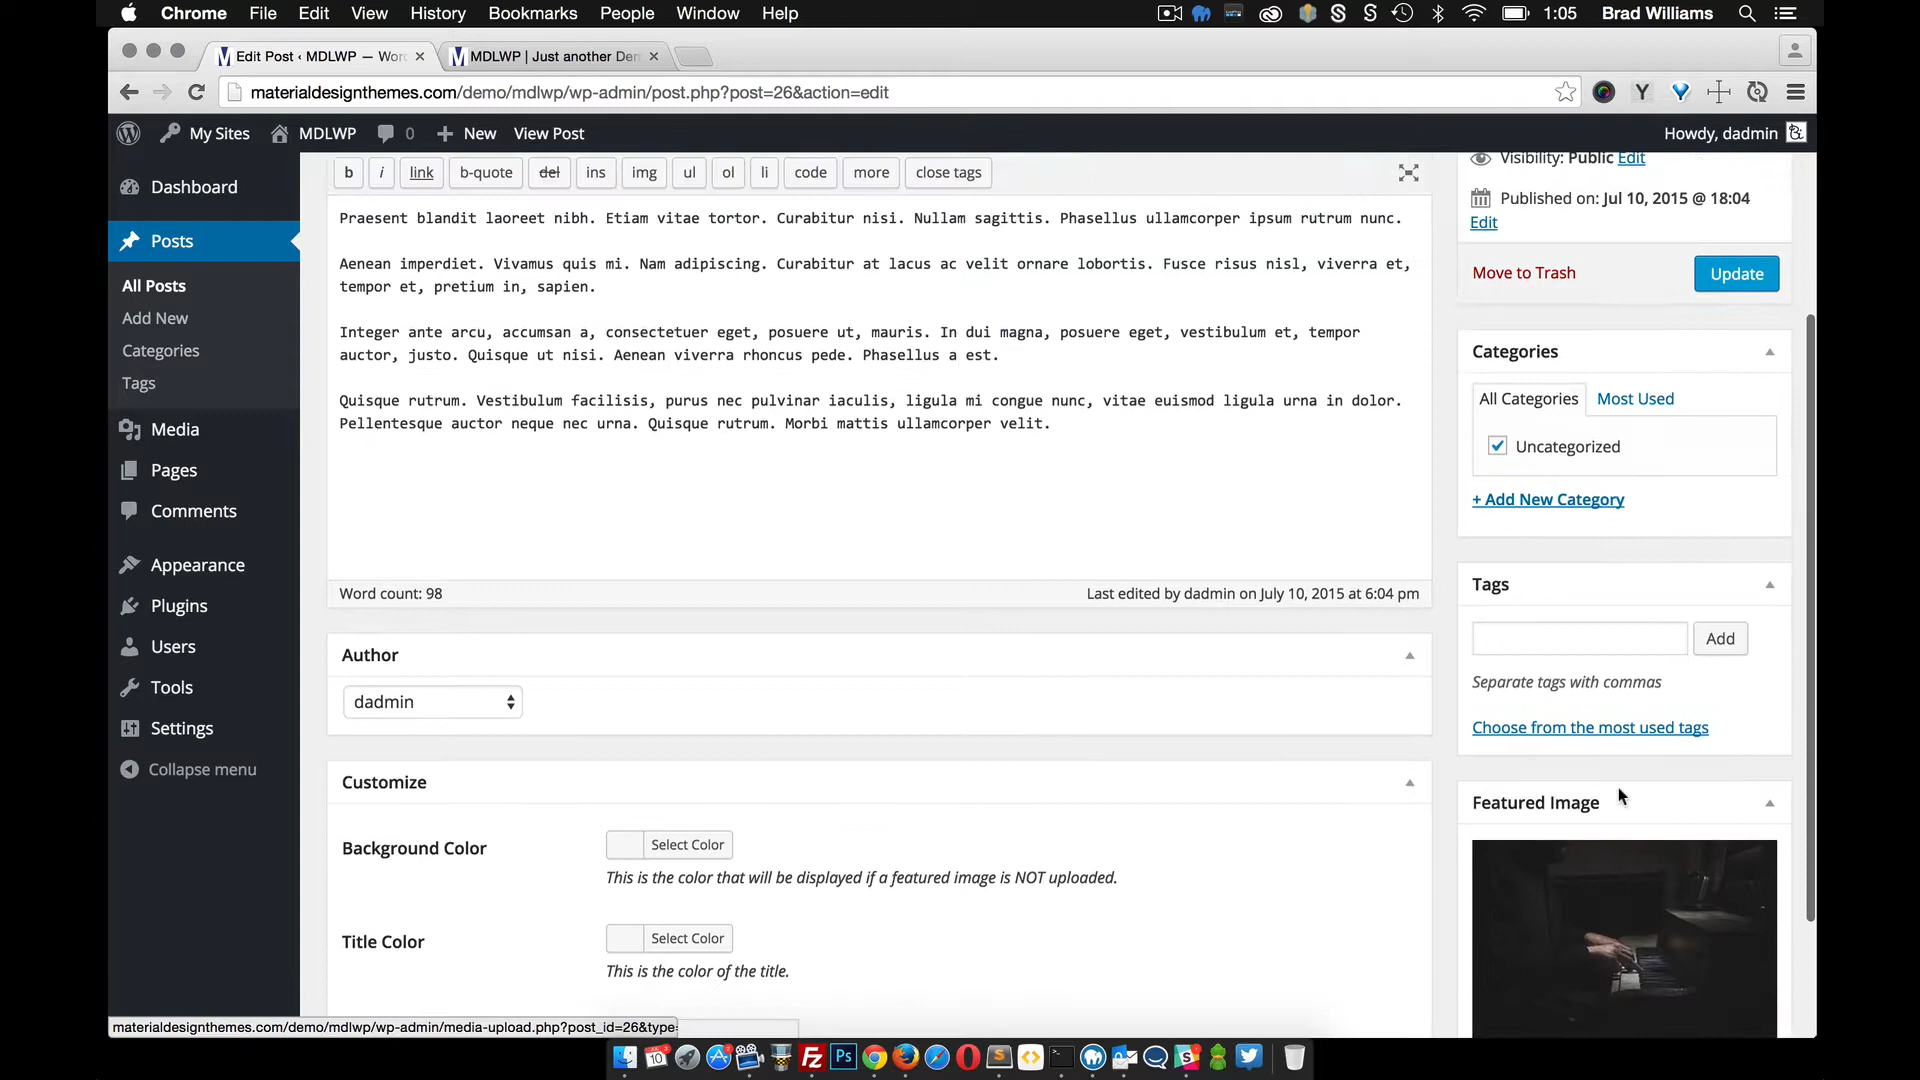 Chrome File Edit View History Bookmarks People Window Help 1:05 Brad Williams
Edit Post ‹ MDLWP — Wor
MDLWP | Just another De
materialdesignthemes.com/demo/mdlwp/wp-admin/post.php?post=26&action=edit
My Sites MDLWP 0 New View Post Howdy, dadmin
Dashboard
Posts
All Posts
Add New
Categories
Tags
Media
Pages
Comments
Appearance
Plugins
Users
Tools
Settings
Collapse menu
b i link b-quote del ins img ul ol li code more close tags
Praesent blandit laoreet nibh. Etiam vitae tortor. Curabitur nisi. Nullam sagittis. Phasellus ullamcorper ipsum rutrum nunc.
Aenean imperdiet. Vivamus quis mi. Nam adipiscing. Curabitur at lacus ac velit ornare lobortis. Fusce risus nisl, viverra et,
tempor et, pretium in, sapien.
Integer ante arcu, accumsan a, consectetuer eget, posuere ut, mauris. In dui magna, posuere eget, vestibulum et, tempor
auctor, justo. Quisque ut nisi. Aenean viverra rhoncus pede. Phasellus a est.
Quisque rutrum. Vestibulum facilisis, purus nec pulvinar iaculis, ligula mi congue nunc, vitae euismod ligula urna in dolor.
Pellentesque auctor neque nec urna. Quisque rutrum. Morbi mattis ullamcorper velit.
Word count: 98
Last edited by dadmin on July 10, 2015 at 6:04 pm
Author
dadmin
Customize
Background Color
Select Color
This is the color that will be displayed if a featured image is NOT uploaded.
Title Color
Select Color
This is the color of the title.
Visibility: Public Edit
Published on: Jul 10, 2015 @ 18:04
Edit
Move to Trash
Update
Categories
All Categories
Most Used
Uncategorized
+ Add New Category
Tags
Add
Separate tags with commas
Choose from the most used tags
Featured Image
materialdesignthemes.com/demo/mdlwp/wp-admin/media-upload.php?post_id=26&type=
10 Fz Ps